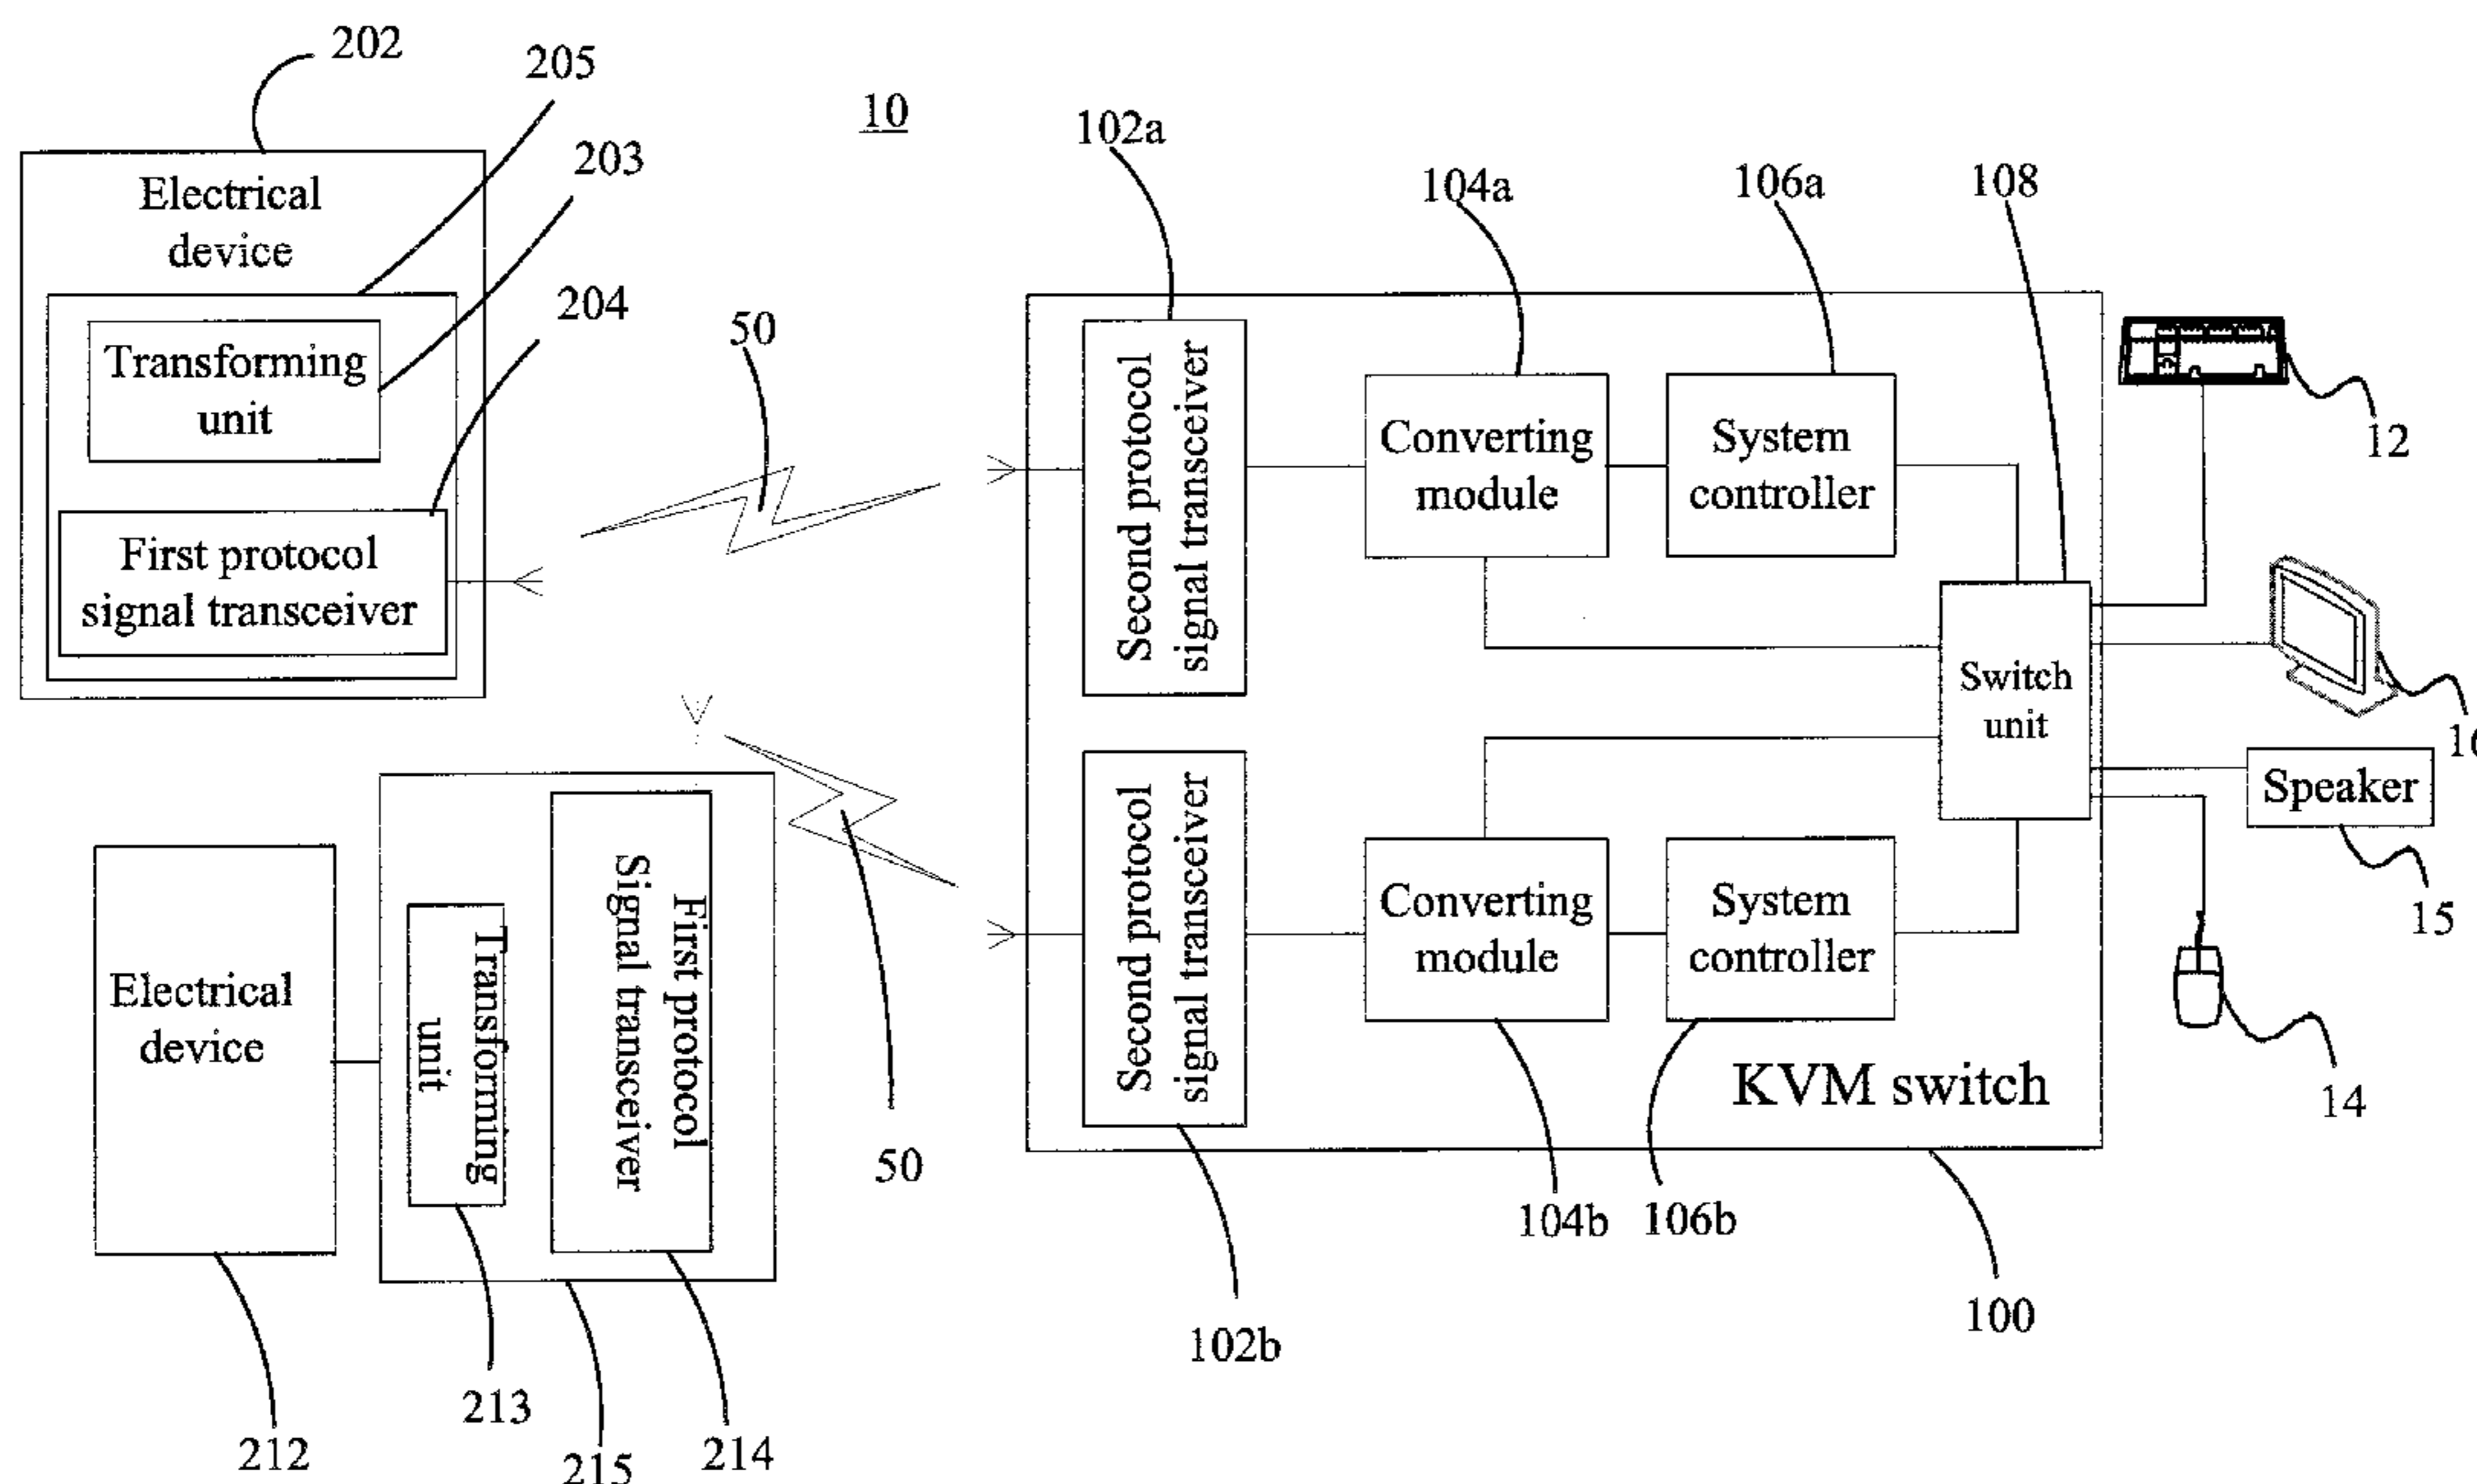 202
205
10
102a
203
104a
106a
108
Electrical
device
204
50
Transforming
unit
First protocol
signal transceiver
Second protocol
signal transceiver
Converting
module
System
controller
12
Switch
unit
16
Speaker
15
Electrical
device
Transforming
unit
First protocol
Signal transceiver
50
Second protocol
signal transceiver
Converting
module
System
controller
KVM switch
14
104b
106b
100
102b
213
212
215
214